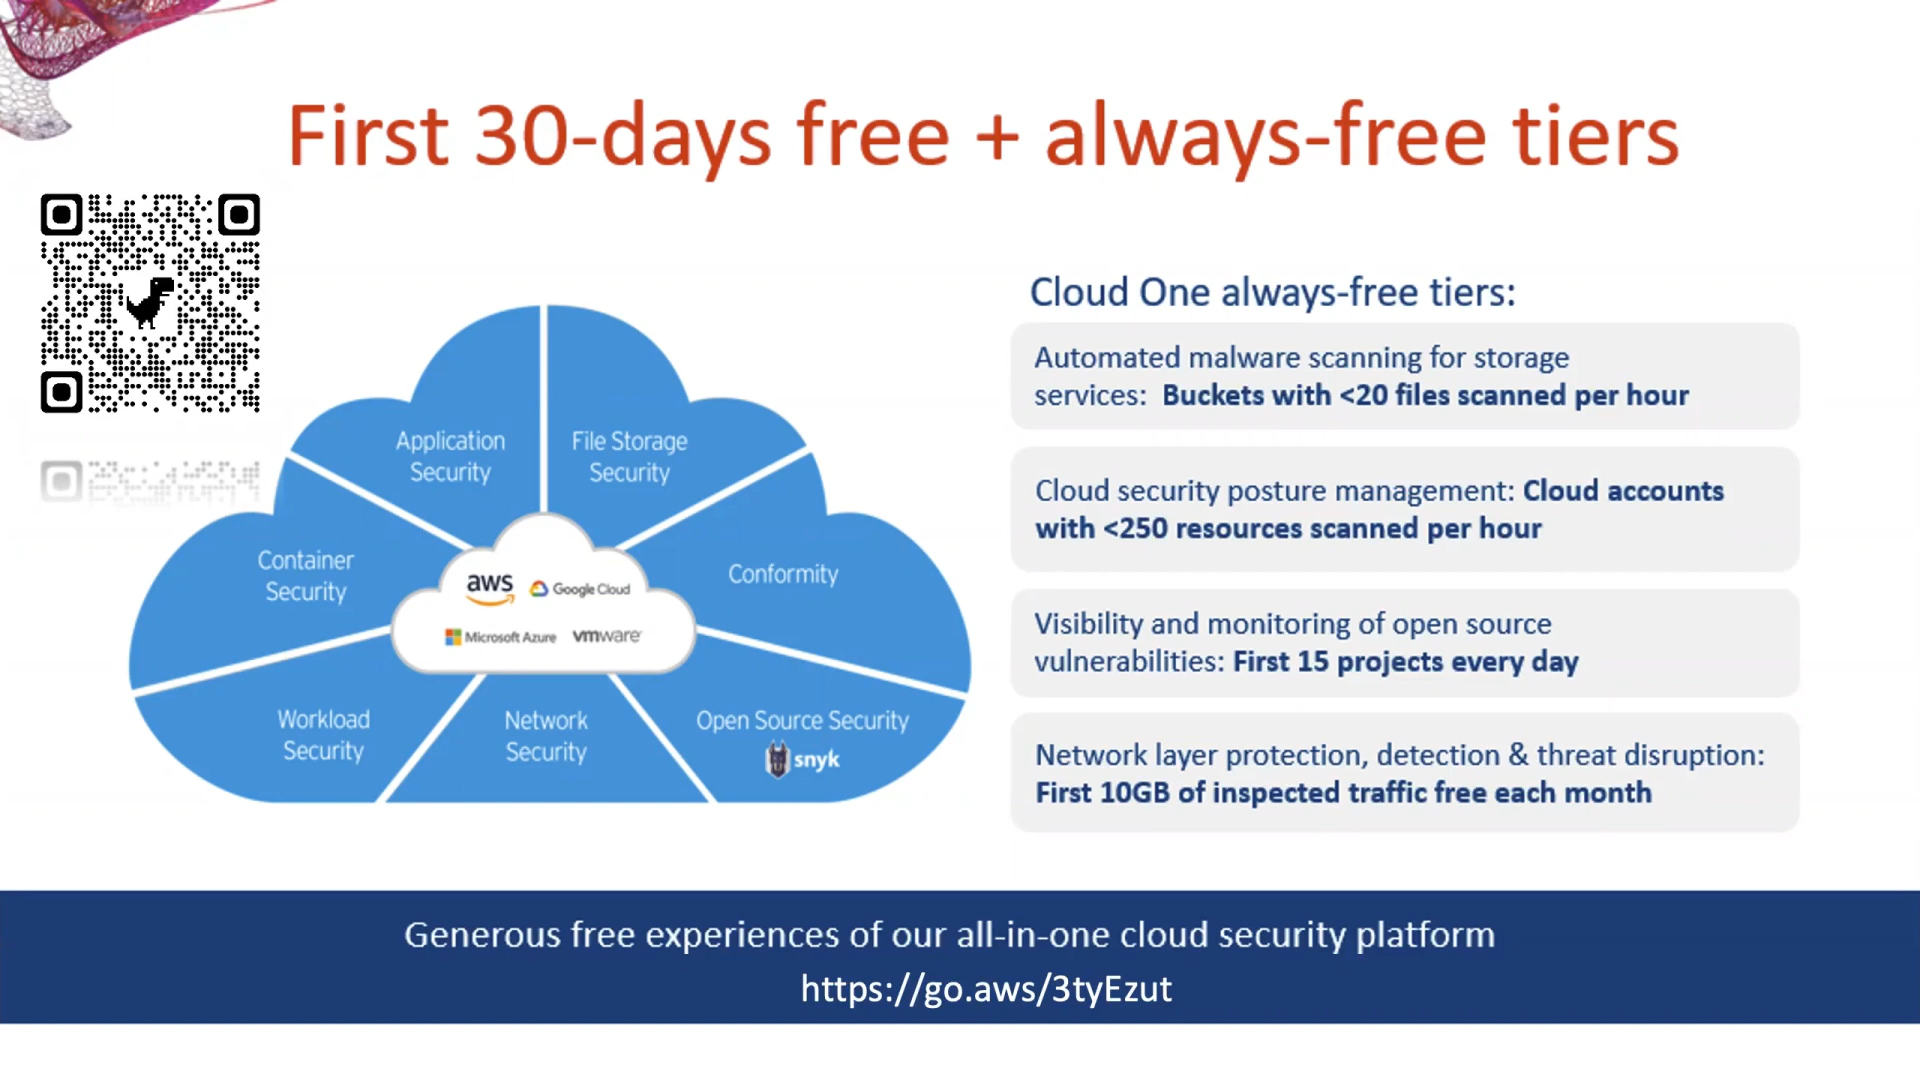 First 30-days free + always-free tiers
Application
Security
File Storage
Security
Container
Security
Conformity
aws
Google Cloud
Microsoft Azure
vmware
Workload
Security
Network
Security
Open Source Security
snyk
Cloud One always-free tiers:
Automated malware scanning for storage
services: Buckets with <20 files scanned per hour
Cloud security posture management: Cloud accounts
with <250 resources scanned per hour
Visibility and monitoring of open source
vulnerabilities: First 15 projects every day
Network layer protection, detection & threat disruption:
First 10GB of inspected traffic free each month
Generous free experiences of our all-in-one cloud security platform
https://go.aws/3tyEzut